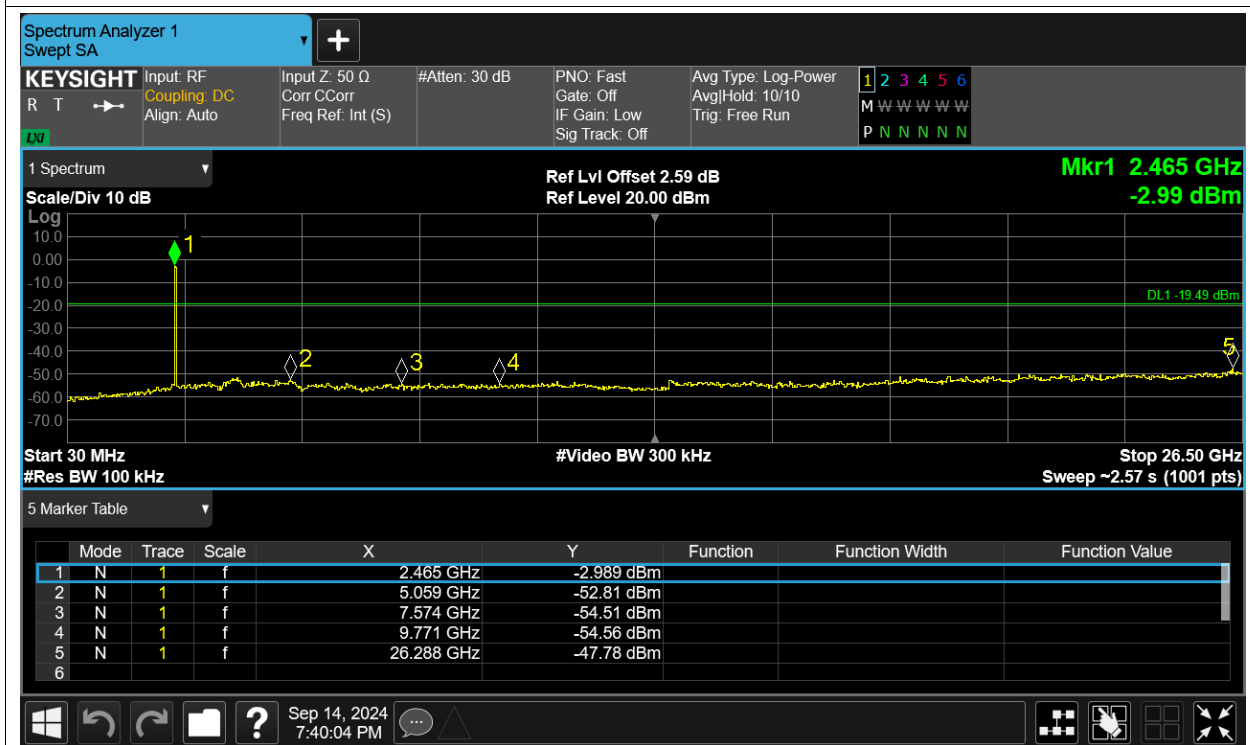 Spectrum Analyzer 1
Swept SA
+
KEYSIGHT Input: RF Input Z: 50 Ω #Atten: 30 dB PNO: Fast Avg Type: Log-Power 1 2 3 4 5 6
R T Coupling: DC Corr CCorr Gate: Off Avg|Hold: 10/10 M W W W W W
Align: Auto Freq Ref: Int (S) IF Gain: Low Trig: Free Run
LXI Sig Track: Off P N N N N N
1 Spectrum Ref Lvl Offset 2.59 dB Mkr1 2.465 GHz
Scale/Div 10 dB Ref Level 20.00 dBm -2.99 dBm
Log
10.0 1
0.00
-10.0
DL1 -19.49 dBm
-20.0
-30.0
-40.0 2 3 4 5
-50.0
-60.0
-70.0
Start 30 MHz #Video BW 300 kHz Stop 26.50 GHz
#Res BW 100 kHz Sweep ~2.57 s (1001 pts)
5 Marker Table
Mode Trace Scale X Y Function Function Width Function Value
1 N 1 f 2.465 GHz -2.989 dBm
2 N 1 f 5.059 GHz -52.81 dBm
3 N 1 f 7.574 GHz -54.51 dBm
4 N 1 f 9.771 GHz -54.56 dBm
5 N 1 f 26.288 GHz -47.78 dBm
6
? Sep 14, 2024
7:40:04 PM